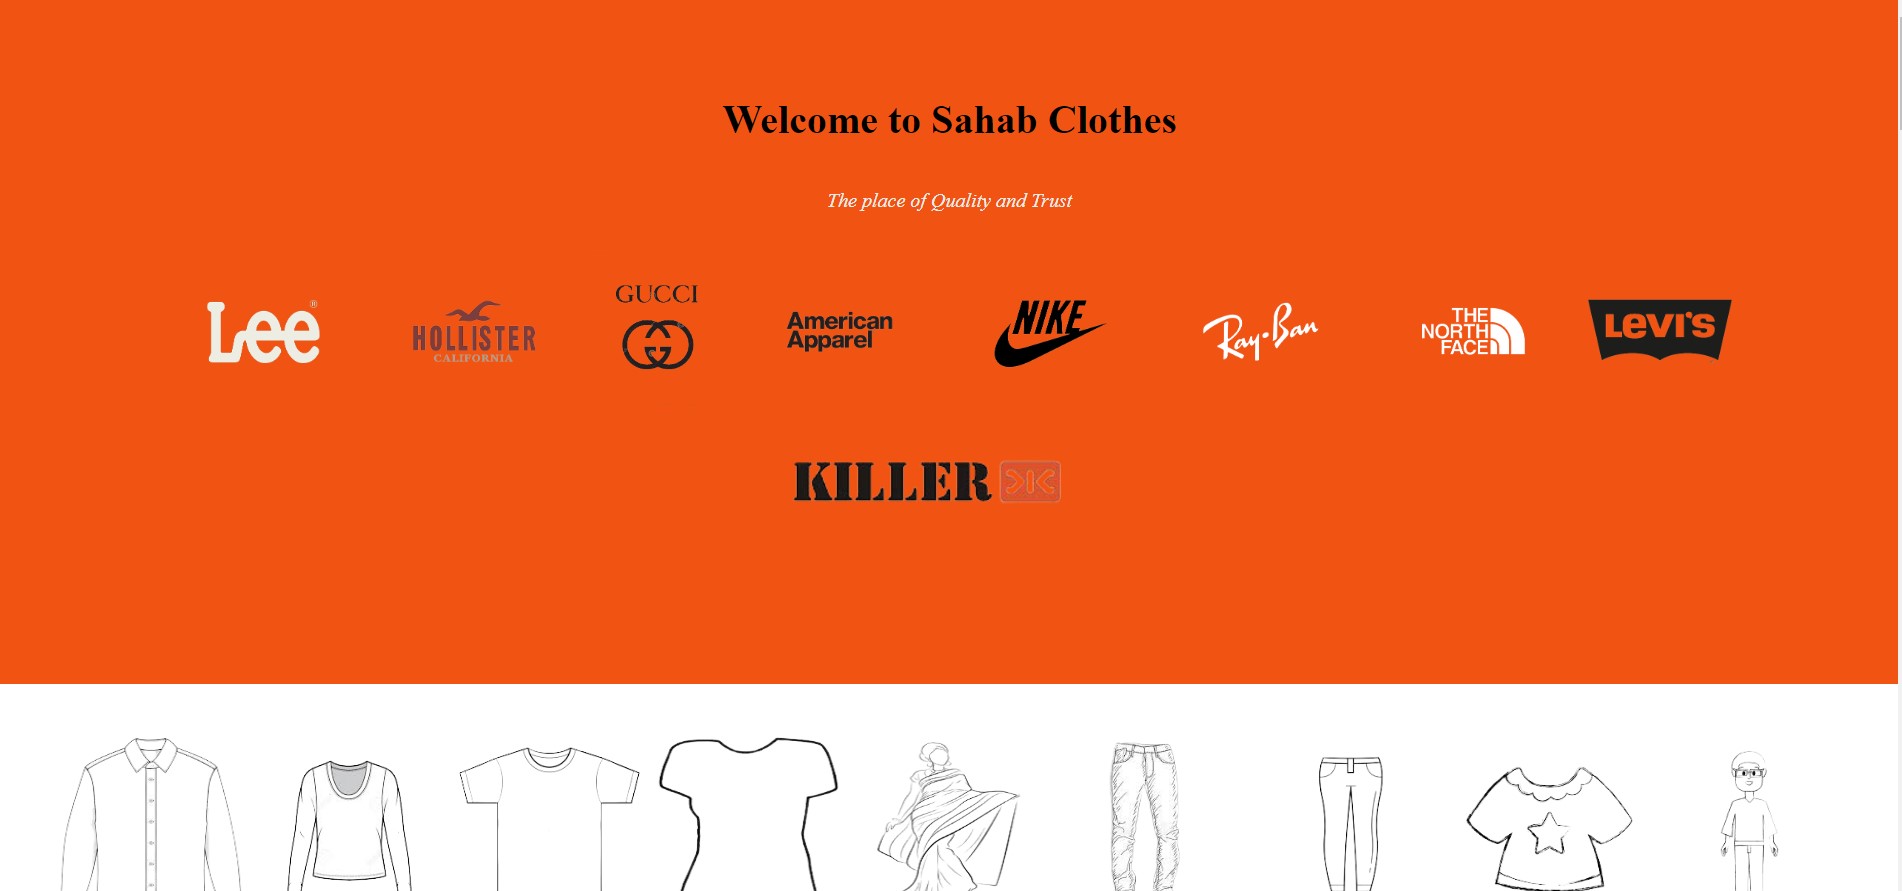 Welcome to Sahab Clothes
The place of Quality and Trust
Lee®
HOLLISTER
CALIFORNIA
GUCCI
American
Apparel
NIKE
Ray-Ban
THE
NORTH
FACE
LEVI'S
KILLER